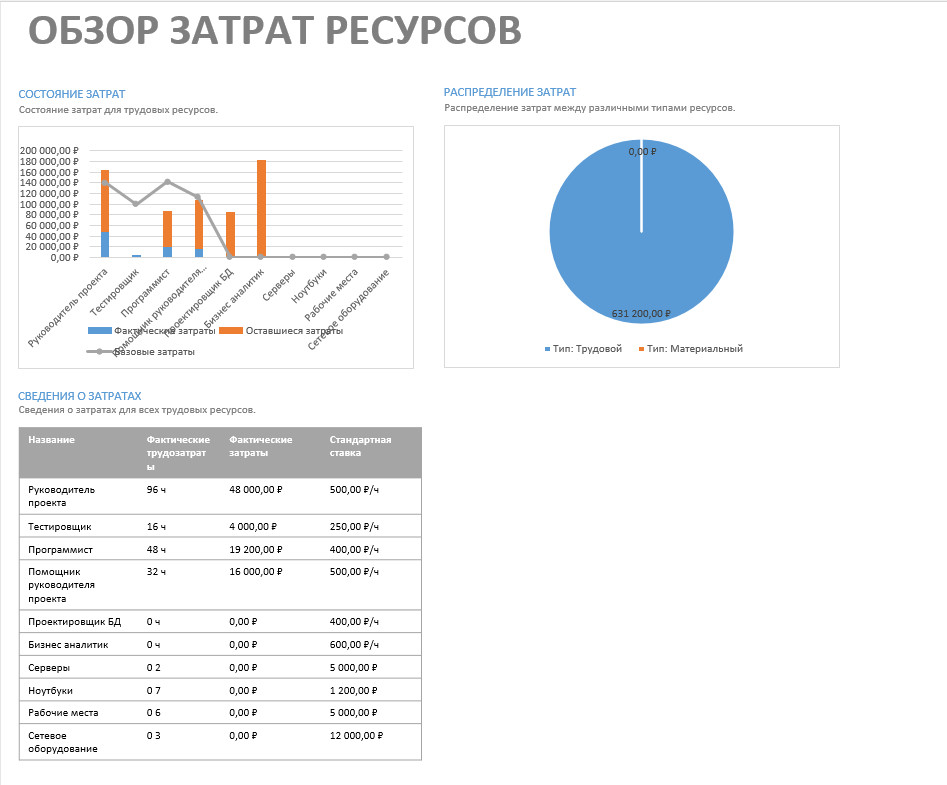 ОБЗОР ЗАТРАТ РЕСУРСОВ
СОСТОЯНИЕ ЗАТРАТ
Состояние затрат для трудовых ресурсов.
200 000,00 ₽
180 000,00 ₽
160 000,00 ₽
140 000,00 ₽
120 000,00 ₽
100 000,00 ₽
80 000,00 ₽
60 000,00 ₽
40 000,00 ₽
20 000,00 ₽
0,00 ₽
Руководитель проекта
Тестировщик
Программист
Помощник руководителя…
Проектировщик БД
Бизнес аналитик
Серверы
Ноутбуки
Рабочие места
Сетевое оборудование
Фактические затраты
Оставшиеся затраты
Базовые затраты
РАСПРЕДЕЛЕНИЕ ЗАТРАТ
Распределение затрат между различными типами ресурсов.
0,00 ₽
631 200,00 ₽
Тип: Трудовой
Тип: Материальный
СВЕДЕНИЯ О ЗАТРАТАХ
Сведения о затратах для всех трудовых ресурсов.
Название Фактические Фактические Стандартная
трудозатрат затраты ставка
ы
Руководитель 96 ч 48 000,00 ₽ 500,00 ₽/ч
проекта
Тестировщик 16 ч 4 000,00 ₽ 250,00 ₽/ч
Программист 48 ч 19 200,00 ₽ 400,00 ₽/ч
Помощник 32 ч 16 000,00 ₽ 500,00 ₽/ч
руководителя
проекта
Проектировщик БД 0 ч 0,00 ₽ 400,00 ₽/ч
Бизнес аналитик 0 ч 0,00 ₽ 600,00 ₽/ч
Серверы 0 2 0,00 ₽ 5 000,00 ₽
Ноутбуки 0 7 0,00 ₽ 1 200,00 ₽
Рабочие места 0 6 0,00 ₽ 5 000,00 ₽
Сетевое 0 3 0,00 ₽ 12 000,00 ₽
оборудование